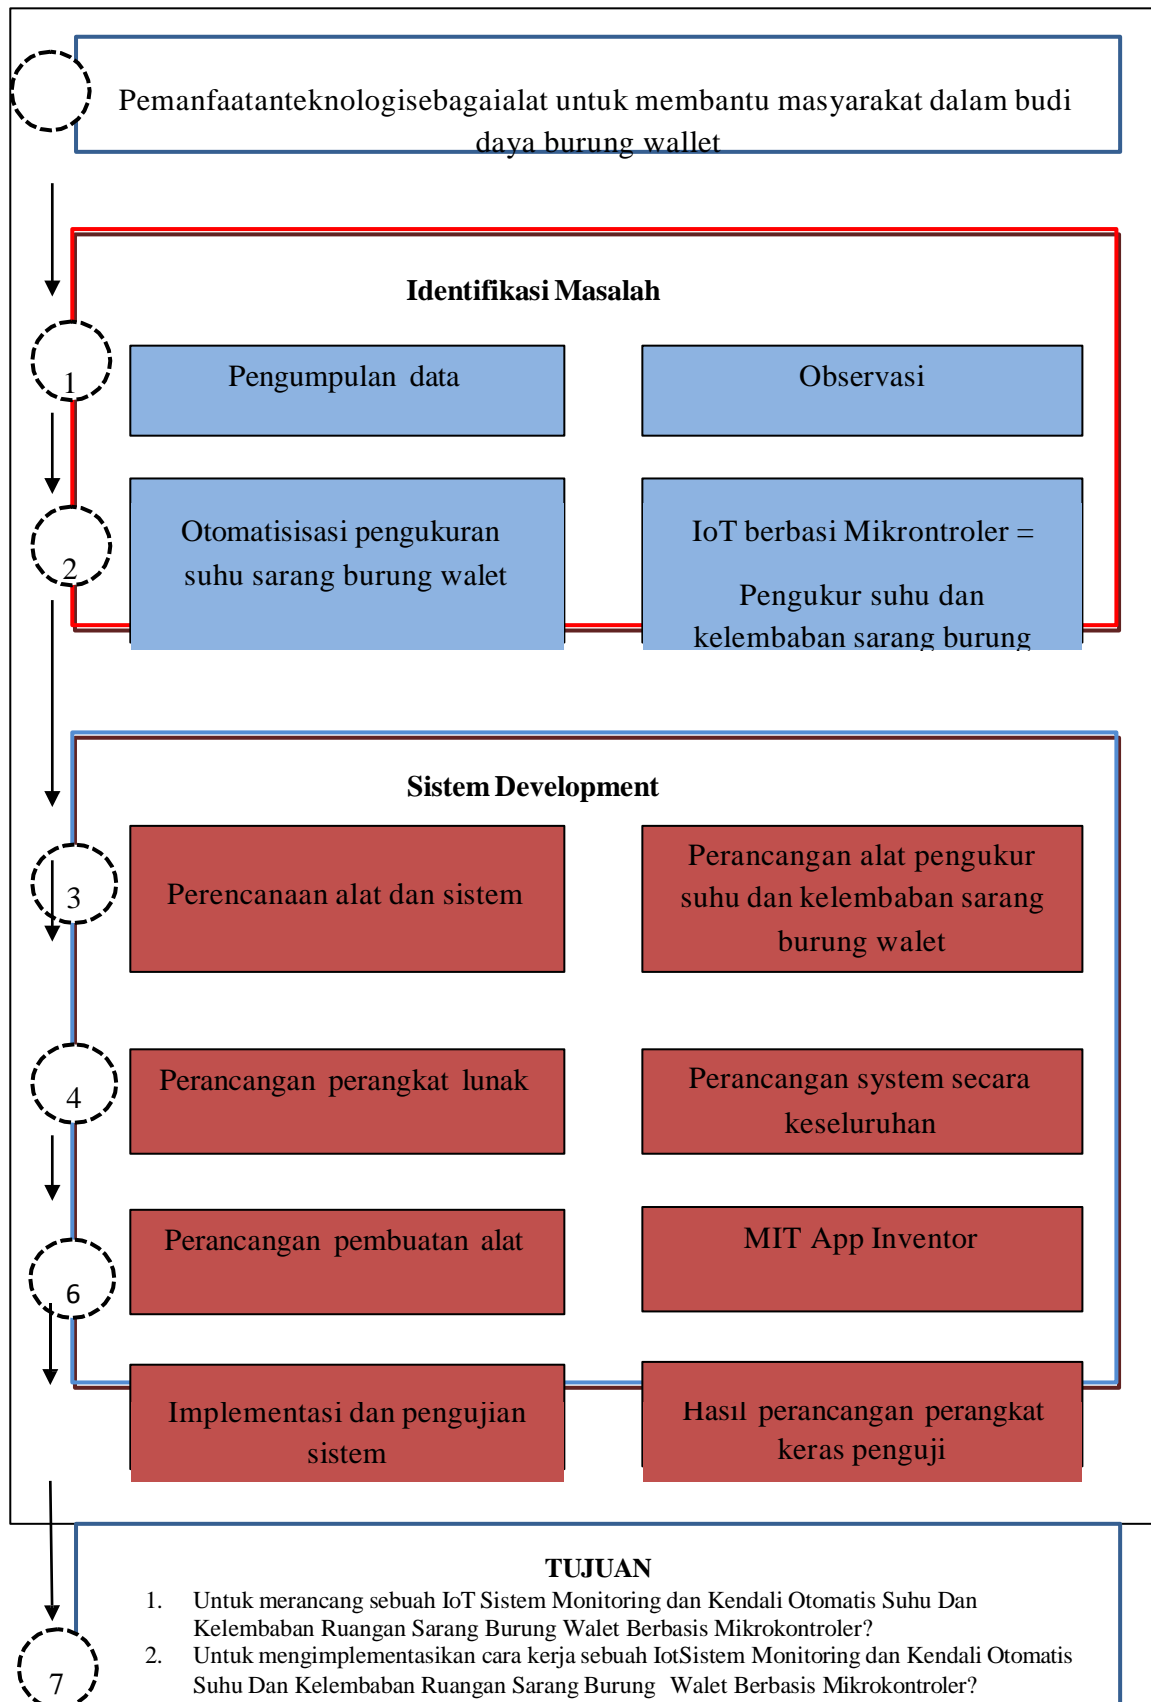 Pemanfaatanteknologisebagaialat untuk membantu masyarakat dalam budi
daya burung wallet
Identifikasi Masalah
1
Pengumpulan data
Observasi
2
Otomatisisasi pengukuran
suhu sarang burung walet
IoT berbasi Mikrontroler =
Pengukur suhu dan
kelembaban sarang burung
Sistem Development
3
Perencanaan alat dan sistem
Perancangan alat pengukur
suhu dan kelembaban sarang
burung walet
4
Perancangan perangkat lunak
Perancangan system secara
keseluruhan
6
Perancangan pembuatan alat
MIT App Inventor
Implementasi dan pengujian
sistem
Hasil perancangan perangkat
keras penguji
TUJUAN
1. Untuk merancang sebuah IoT Sistem Monitoring dan Kendali Otomatis Suhu Dan
Kelembaban Ruangan Sarang Burung Walet Berbasis Mikrokontroler?
2. Untuk mengimplementasikan cara kerja sebuah IotSistem Monitoring dan Kendali Otomatis
Suhu Dan Kelembaban Ruangan Sarang Burung Walet Berbasis Mikrokontroler?
7